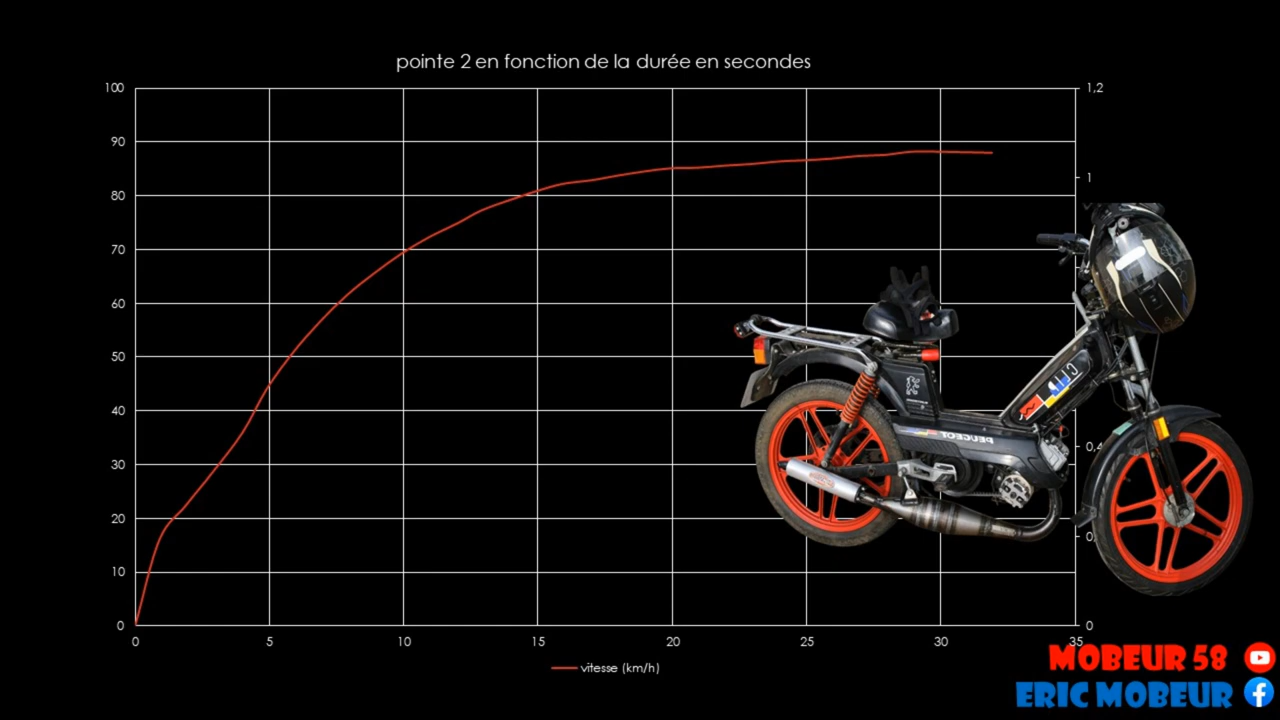 pointe 2 en fonction de la durée en secondes
100
90
80
70
60
50
40
30
20
10
0
1,2
1
0,4
0
0 5 10 15 20 25 30 35
vitesse (km/h)
PEUGEOT
MOBEUR 58
ERIC MOBEUR